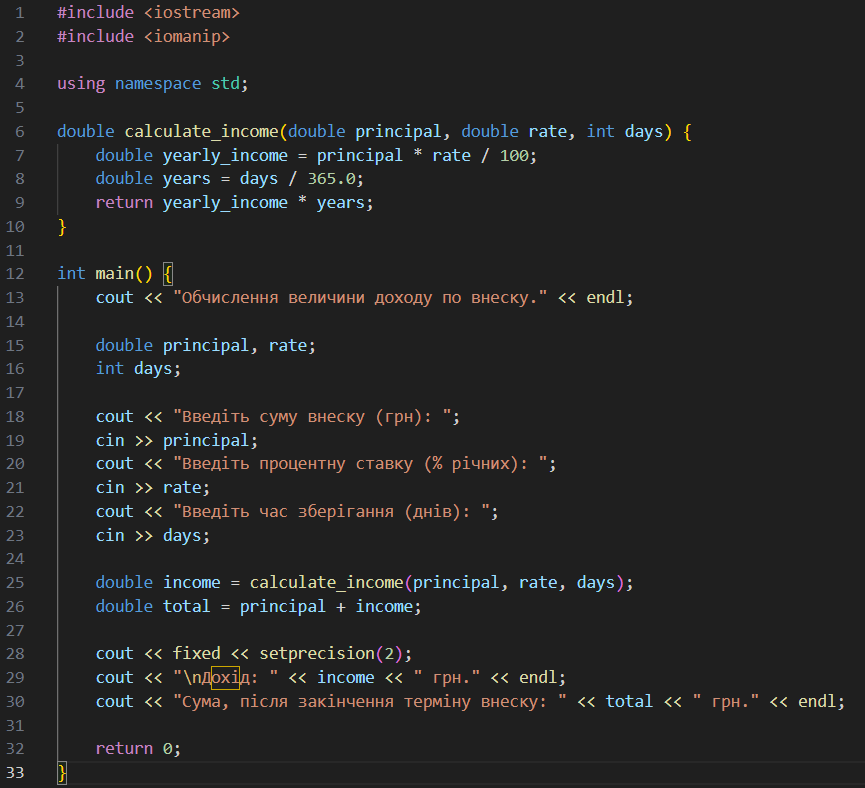 1 #include <iostream>
2 #include <iomanip>
3
4 using namespace std;
5
6 double calculate_income(double principal, double rate, int days) {
7     double yearly_income = principal * rate / 100;
8     double years = days / 365.0;
9     return yearly_income * years;
10 }
11
12 int main() {
13     cout << "Обчислення величини доходу по внеску." << endl;
14
15     double principal, rate;
16     int days;
17
18     cout << "Введіть суму внеску (грн): ";
19     cin >> principal;
20     cout << "Введіть процентну ставку (% річних): ";
21     cin >> rate;
22     cout << "Введіть час зберігання (днів): ";
23     cin >> days;
24
25     double income = calculate_income(principal, rate, days);
26     double total = principal + income;
27
28     cout << fixed << setprecision(2);
29     cout << "\nДохід: " << income << " грн." << endl;
30     cout << "Сума, після закінчення терміну внеску: " << total << " грн." << endl;
31
32     return 0;
33 }